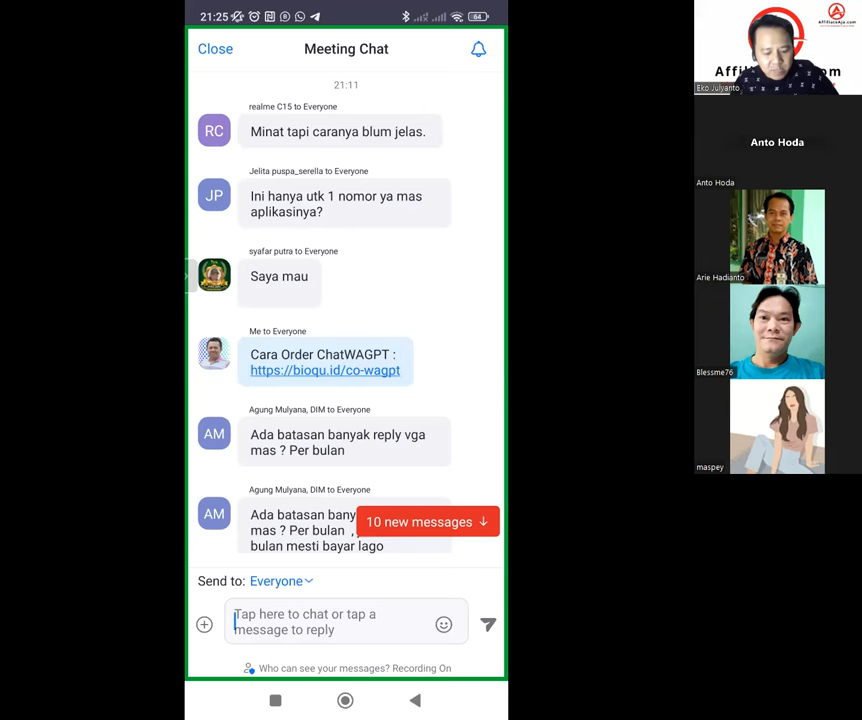 21:25
64
Close
Meeting Chat
21:11
realme C15 to Everyone
RC
Minat tapi caranya blum jelas.
Jelita puspa_serella to Everyone
JP
Ini hanya utk 1 nomor ya mas
aplikasinya?
syafar putra to Everyone
Saya mau
Me to Everyone
Cara Order ChatWAGPT :
https://bioqu.id/co-wagpt
Agung Mulyana, DIM to Everyone
AM
Ada batasan banyak reply vga
mas ? Per bulan
Agung Mulyana, DIM to Everyone
AM
Ada batasan bany
mas ? Per bulan ,
bulan mesti bayar lago
10 new messages
Send to: Everyone
Tap here to chat or tap a
message to reply
Who can see your messages? Recording On
AffiliateAja.com
Affi
om
Eko Julyanto
Anto Hoda
Anto Hoda
Arie Hadianto
Blessme76
maspey